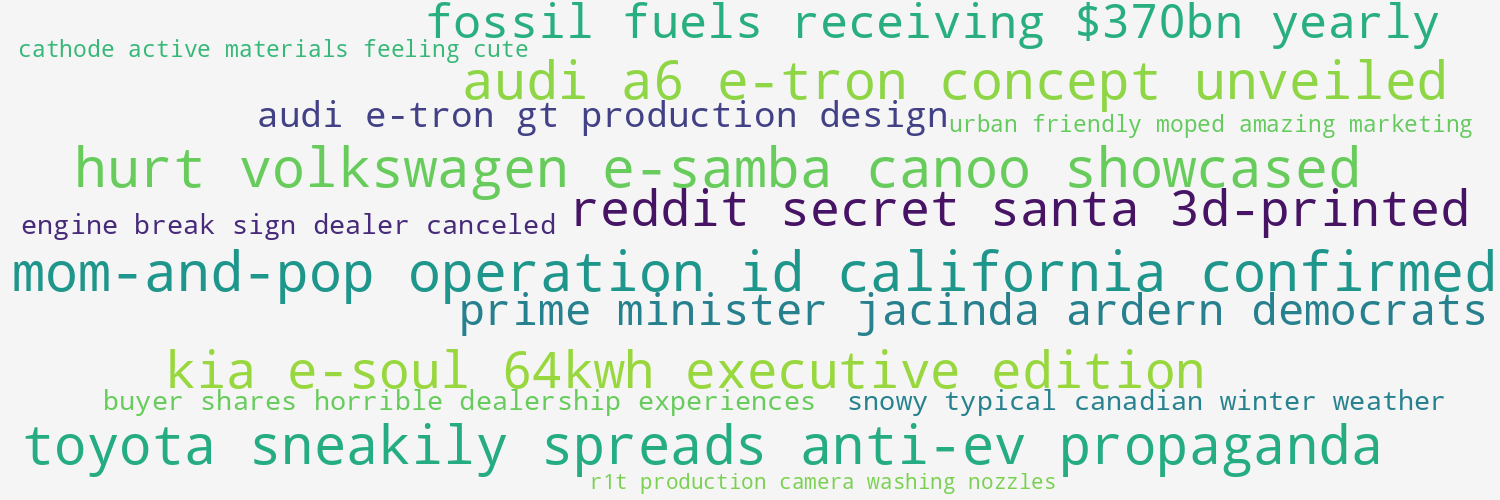 fossil fuels receiving $370bn yearly
cathode active materials feeling cute
audi a6 e-tron concept unveiled
audi e-tron gt production design
urban friendly moped amazing marketing
hurt volkswagen e-samba canoo showcased
reddit secret santa 3d-printed
engine break sign dealer canceled
mom-and-pop operation id california confirmed
prime minister jacinda ardern democrats
kia e-soul 64kwh executive edition
buyer shares horrible dealership experiences
snowy typical canadian winter weather
toyota sneakily spreads anti-ev propaganda
r1t production camera washing nozzles